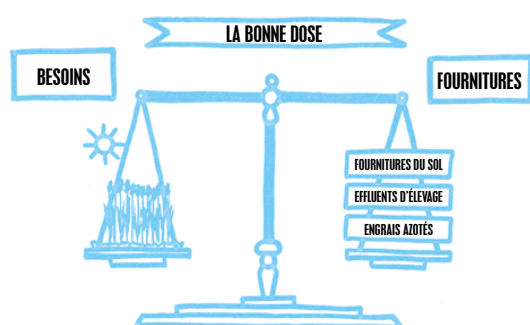 LA BONNE DOSE
BESOINS
FOURNITURES
FOURNITURES DU SOL
EFFLUENTS D'ÉLEVAGE
ENGRAIS AZOTÉS